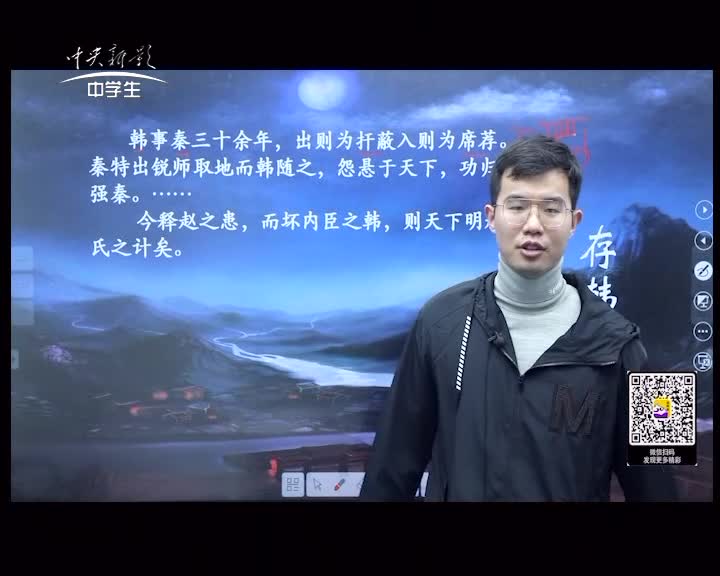 中央新影
中学生
韩事秦三十余年，出则为扞蔽入则为席荐。
秦特出锐师取地而韩随之，怨悬于天下，功归
强秦。……
今释赵之患，而坏内臣之韩，则天下明
氏之计矣。
存韩
M
微信扫码
发现更多精彩